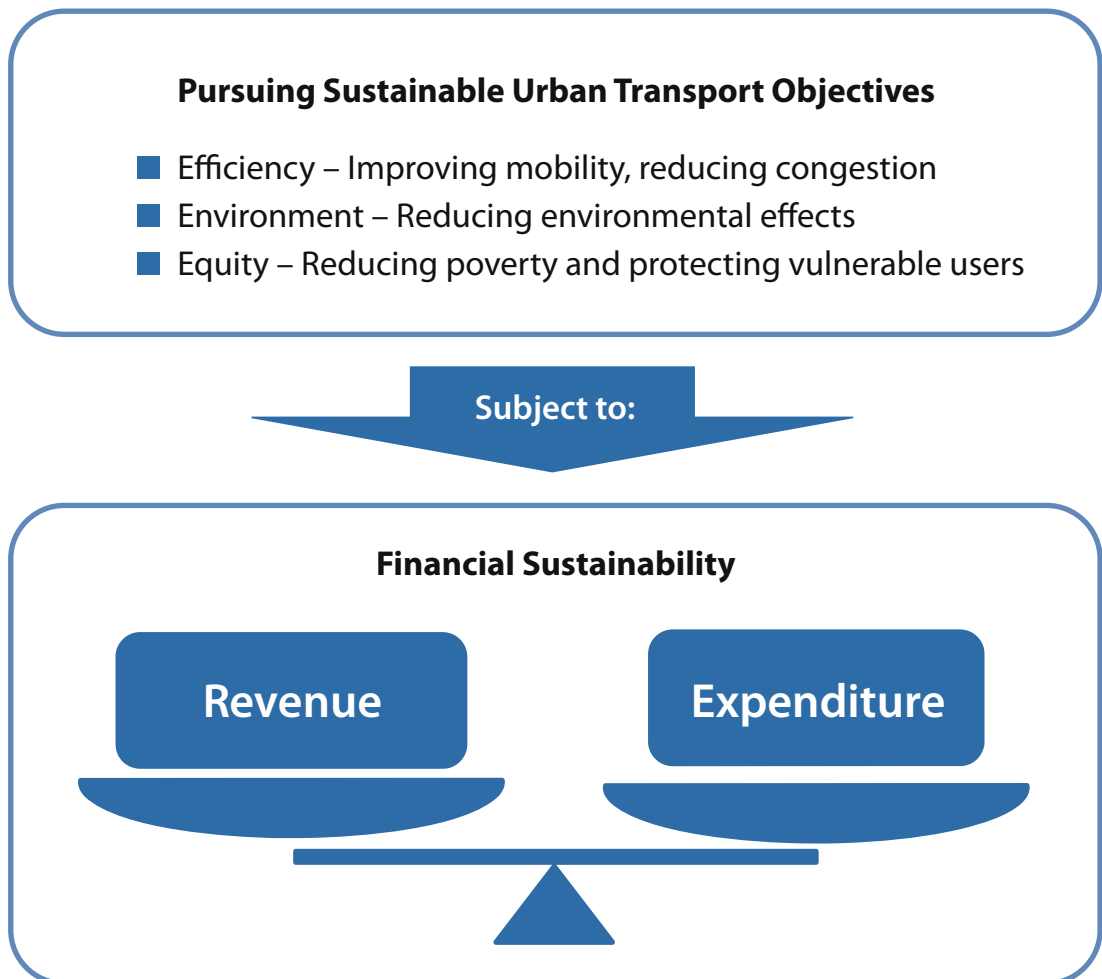 Pursuing Sustainable Urban Transport Objectives
Efficiency – Improving mobility, reducing congestion
Environment – Reducing environmental effects
Equity – Reducing poverty and protecting vulnerable users
Subject to:
Financial Sustainability
Revenue
Expenditure